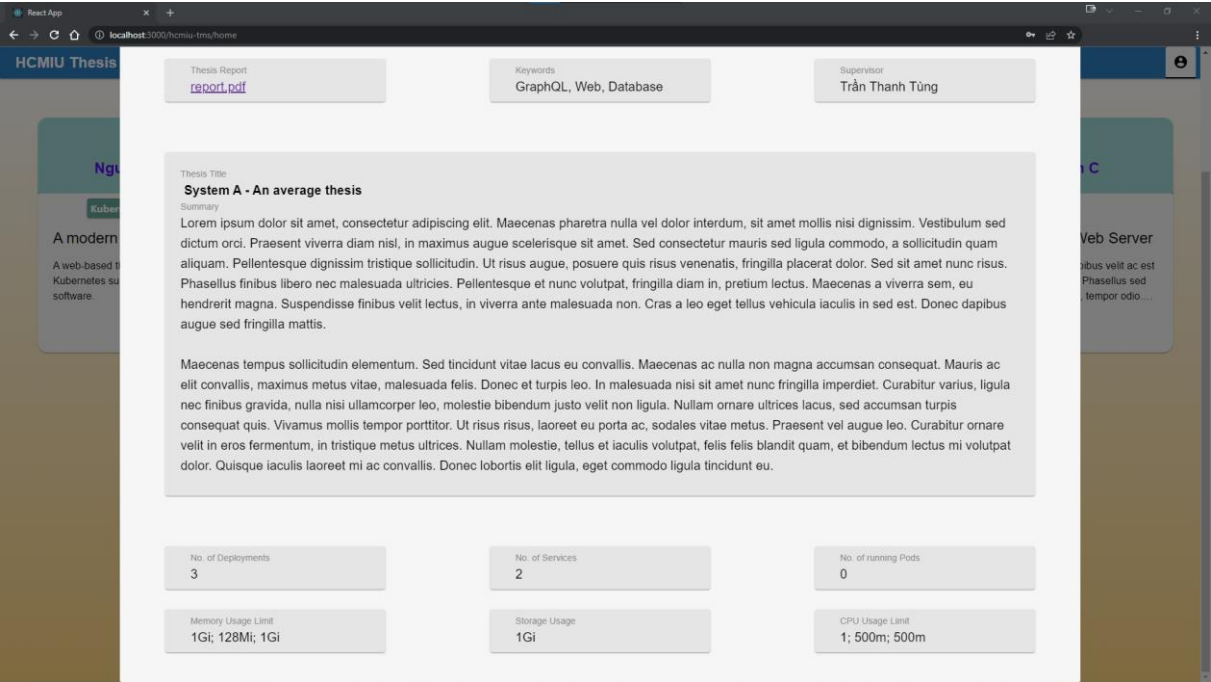 React App
localhost:3000/hcmiu-tms/home
HCMIU Thesis
Thesis Report
report.pdf
Keywords
GraphQL, Web, Database
Supervisor
Trần Thanh Tùng
Thesis Title
System A - An average thesis
Summary
Lorem ipsum dolor sit amet, consectetur adipiscing elit. Maecenas pharetra nulla vel dolor interdum, sit amet mollis nisi dignissim. Vestibulum sed
dictum orci. Praesent viverra diam nisl, in maximus augue scelerisque sit amet. Sed consectetur mauris sed ligula commodo, a sollicitudin quam
aliquam. Pellentesque dignissim tristique sollicitudin. Ut risus augue, posuere quis risus venenatis, fringilla placerat dolor. Sed sit amet nunc risus.
Phasellus finibus libero nec malesuada ultricies. Pellentesque et nunc volutpat, fringilla diam in, pretium lectus. Maecenas a viverra sem, eu
hendrerit magna. Suspendisse finibus velit lectus, in viverra ante malesuada non. Cras a leo eget tellus vehicula iaculis in sed est. Donec dapibus
augue sed fringilla mattis.
Maecenas tempus sollicitudin elementum. Sed tincidunt vitae lacus eu convallis. Maecenas ac nulla non magna accumsan consequat. Mauris ac
elit convallis, maximus metus vitae, malesuada felis. Donec et turpis leo. In malesuada nisi sit amet nunc fringilla imperdiet. Curabitur varius, ligula
nec finibus gravida, nulla nisi ullamcorper leo, molestie bibendum justo velit non ligula. Nullam ornare ultrices lacus, sed accumsan turpis
consequat quis. Vivamus mollis tempor porttitor. Ut risus risus, laoreet eu porta ac, sodales vitae metus. Praesent vel augue leo. Curabitur ornare
velit in eros fermentum, in tristique metus ultrices. Nullam molestie, tellus et iaculis volutpat, felis felis blandit quam, et bibendum lectus mi volutpat
dolor. Quisque iaculis laoreet mi ac convallis. Donec lobortis elit ligula, eget commodo ligula tincidunt eu.
No. of Deployments
3
No. of Services
2
No. of running Pods
0
Memory Usage Limit
1Gi; 128Mi; 1Gi
Storage Usage
1Gi
CPU Usage Limit
1; 500m; 500m
A modern
A web-based
Kubernetes
software.
C
Web Server
velit ac est
Phasellus sed
tempor odio....